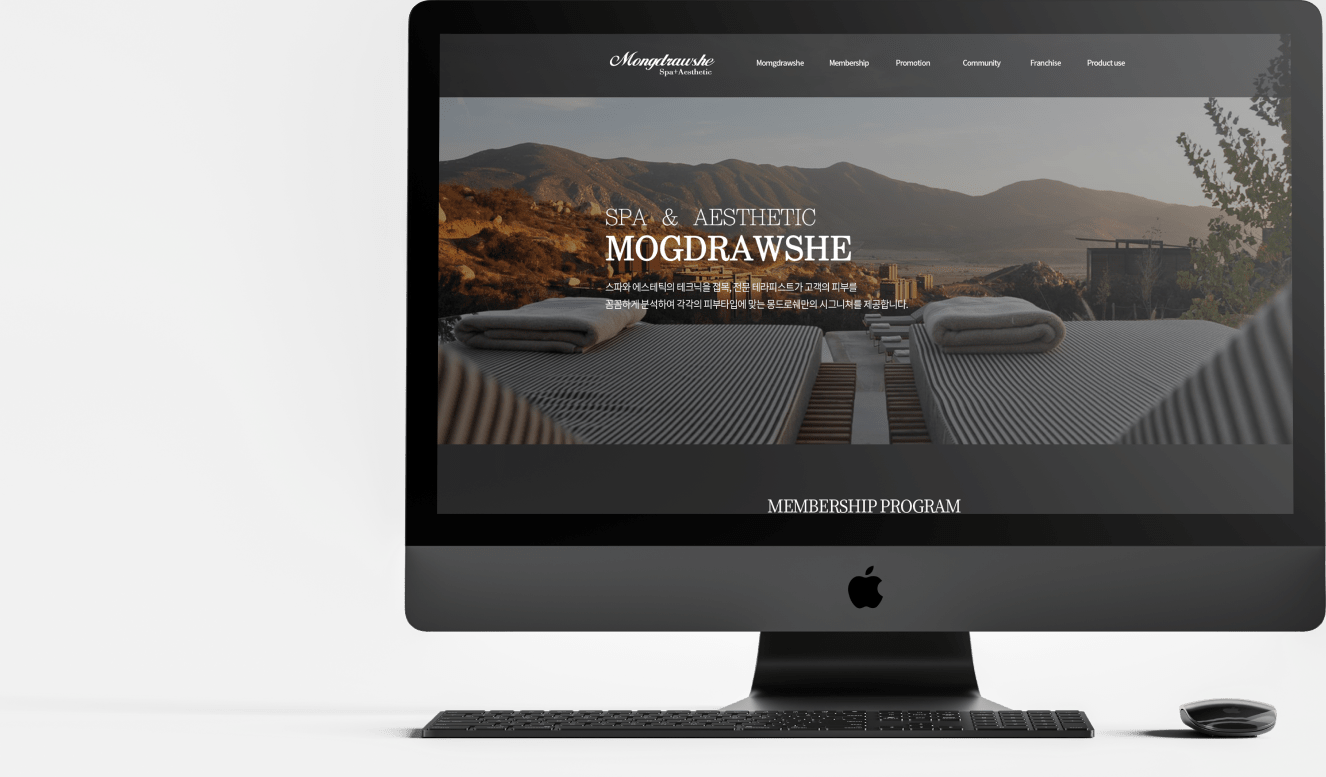 Mongdrawshe
Spa+Aesthetic
Momgdrawshe Membership Promotion Community Franchise Product use
SPA & AESTHETIC
MOGDRAWSHE
스파와 에스테틱의 테크닉을 접목, 전문 테라피스트가 고객의 피부를
꼼꼼하게 분석하여 각각의 피부타입에 맞는 몽드로쉐만의 시그니쳐를 제공합니다.
MEMBERSHIP PROGRAM